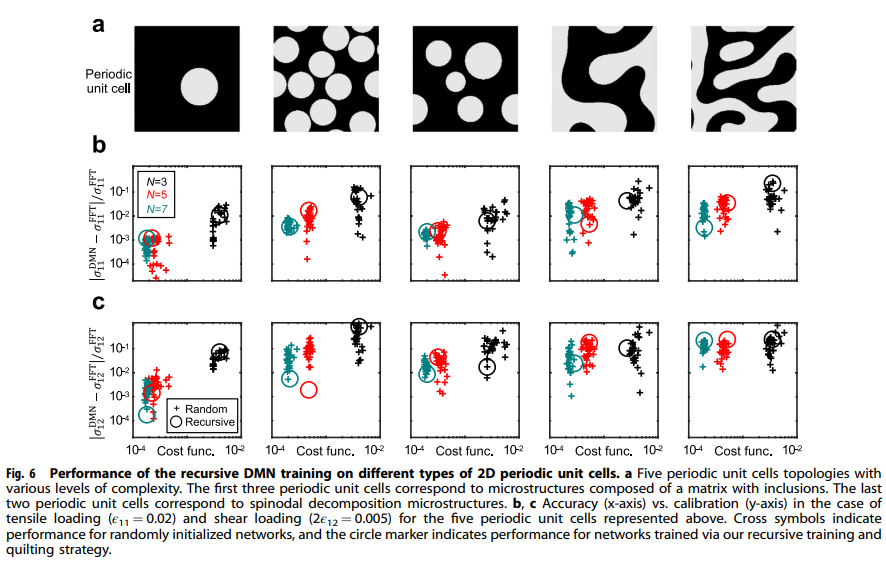 a
Periodic
unit cell
b
N=3
N=5
N=7
10⁻¹
10⁻²
10⁻³
10⁻⁴
|σ₁₁^DMN − σ₁₁^FFT|/σ₁₁^FFT
c
10⁻¹
10⁻²
10⁻³
10⁻⁴
|σ₁₂^DMN − σ₁₂^FFT|/σ₁₂^FFT
+ Random
○ Recursive
10⁻⁴ Cost func. 10⁻² 10⁻⁴ Cost func. 10⁻² 10⁻⁴ Cost func. 10⁻² 10⁻⁴ Cost func. 10⁻² 10⁻⁴ Cost func. 10⁻²
Fig. 6 Performance of the recursive DMN training on different types of 2D periodic unit cells. a Five periodic unit cells topologies with
various levels of complexity. The first three periodic unit cells correspond to microstructures composed of a matrix with inclusions. The last
two periodic unit cells correspond to spinodal decomposition microstructures. b, c Accuracy (x-axis) vs. calibration (y-axis) in the case of
tensile loading (ϵ₁₁ = 0.02) and shear loading (2ϵ₁₂ = 0.005) for the five periodic unit cells represented above. Cross symbols indicate
performance for randomly initialized networks, and the circle marker indicates performance for networks trained via our recursive training and
quilting strategy.